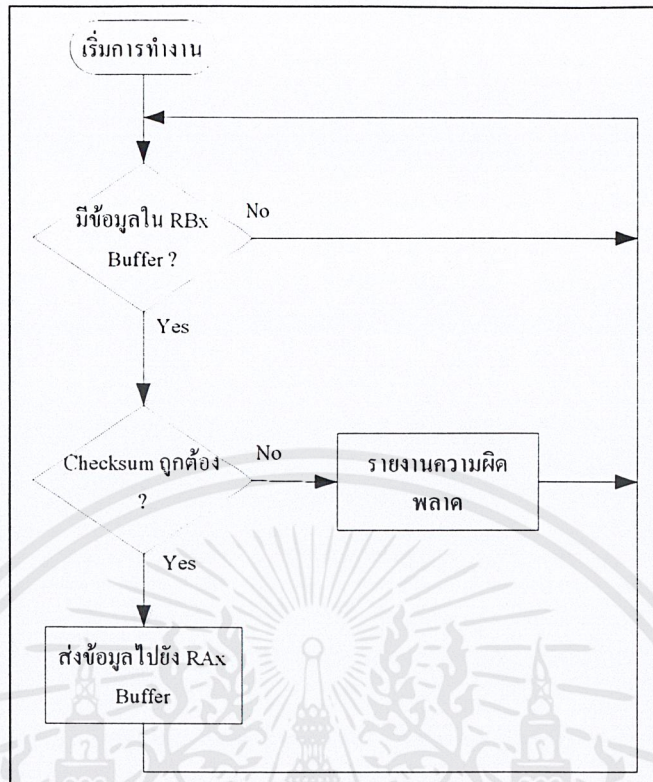 เริ่มการทำงาน
มีข้อมูลใน RBx
Buffer ?
No
Yes
Checksum ถูกต้อง
?
No
รายงานความผิด
พลาด
Yes
ส่งข้อมูลไปยัง RAx
Buffer